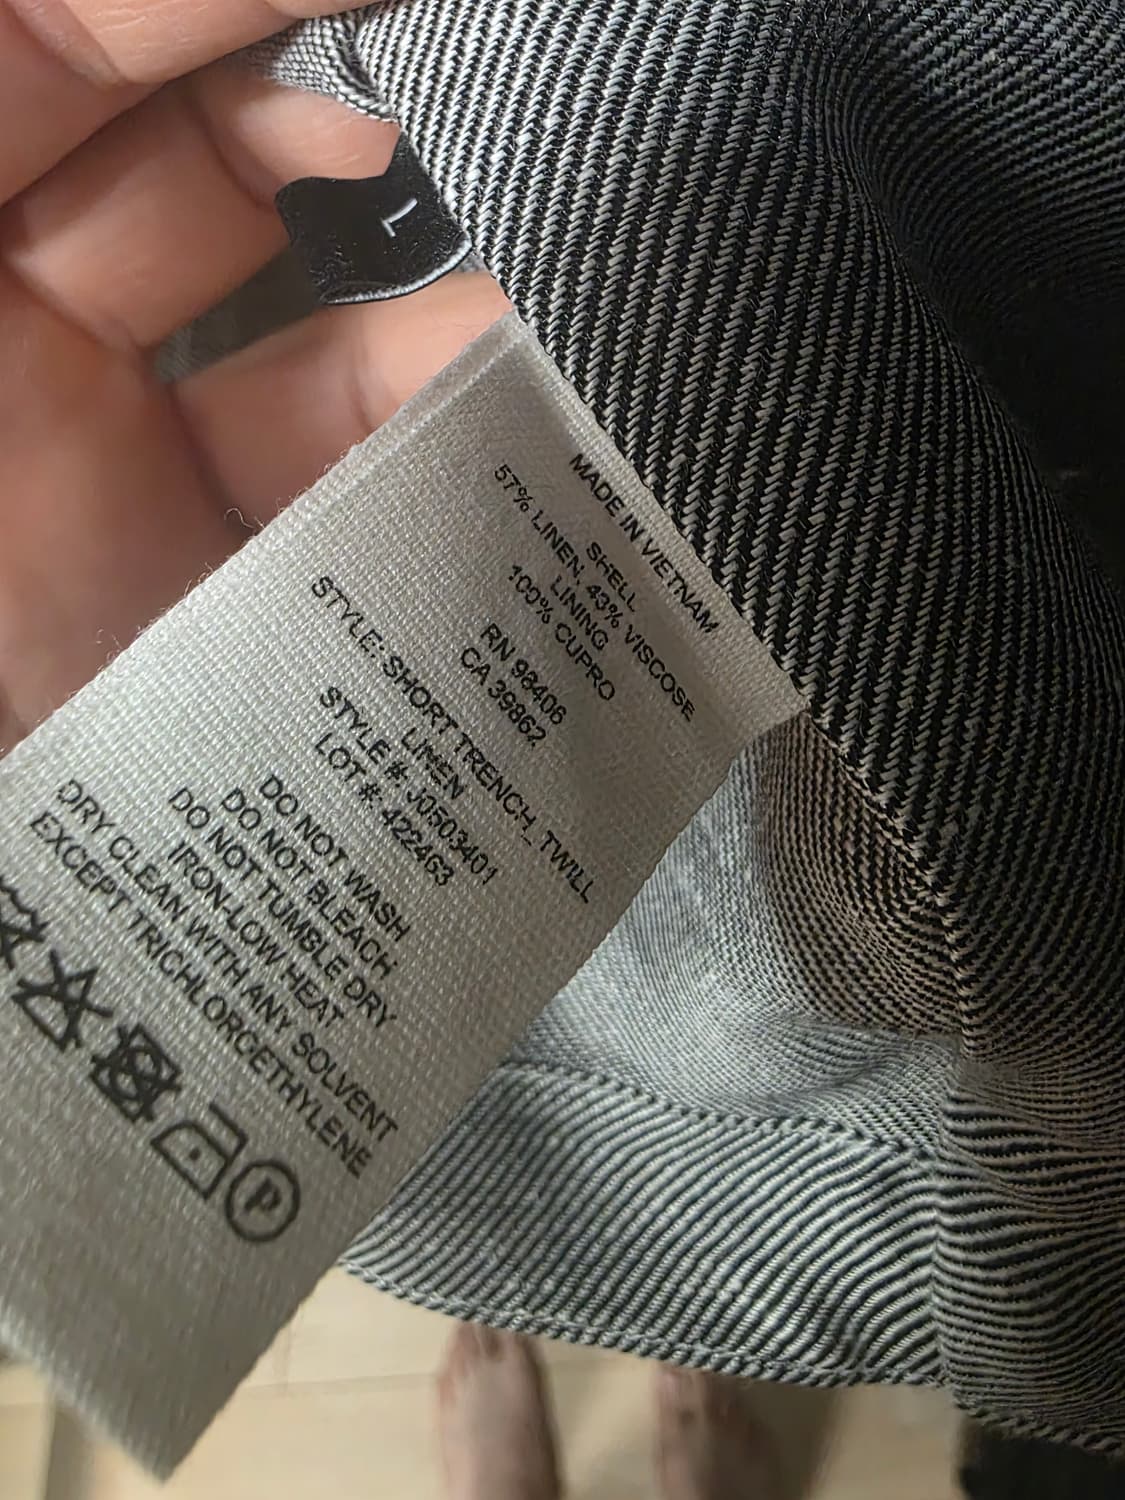 L
MADE IN VIETNAM
SHELL
57% LINEN, 43% VISCOSE
LINING
100% CUPRO
RN 98406
CA 39862
STYLE: SHORT TRENCH_TWILL
LINEN
STYLE #: J0503401
LOT #: 422463
DO NOT WASH
DO NOT BLEACH
DO NOT TUMBLE DRY
IRON-LOW HEAT
DRY CLEAN WITH ANY SOLVENT
EXCEPT TRICHLOROETHYLENE
P